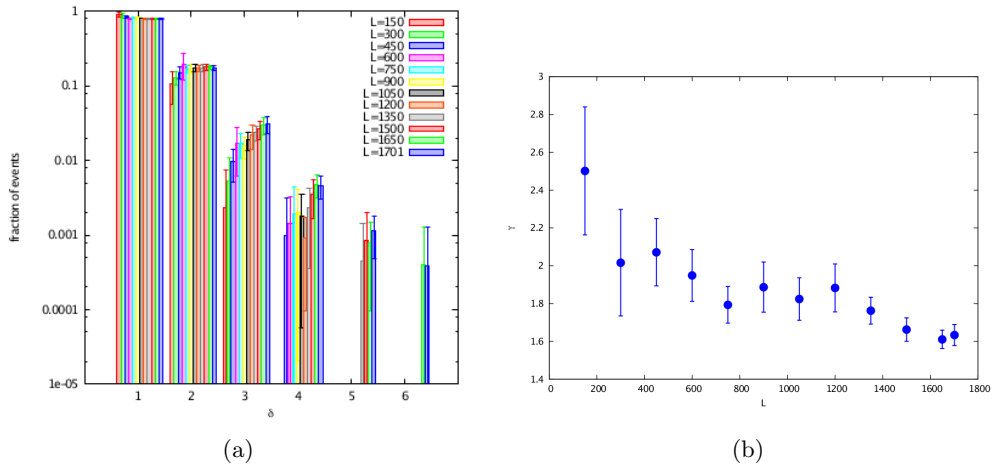 1
0.1
0.01
0.001
0.0001
1e-05
fraction of events
1 2 3 4 5 6
δ
L=150
L=300
L=450
L=600
L=750
L=900
L=1050
L=1200
L=1350
L=1500
L=1650
L=1701
(a)
3
2.8
2.6
2.4
2.2
2
1.8
1.6
1.4
γ
0 200 400 600 800 1000 1200 1400 1600 1800
L
(b)